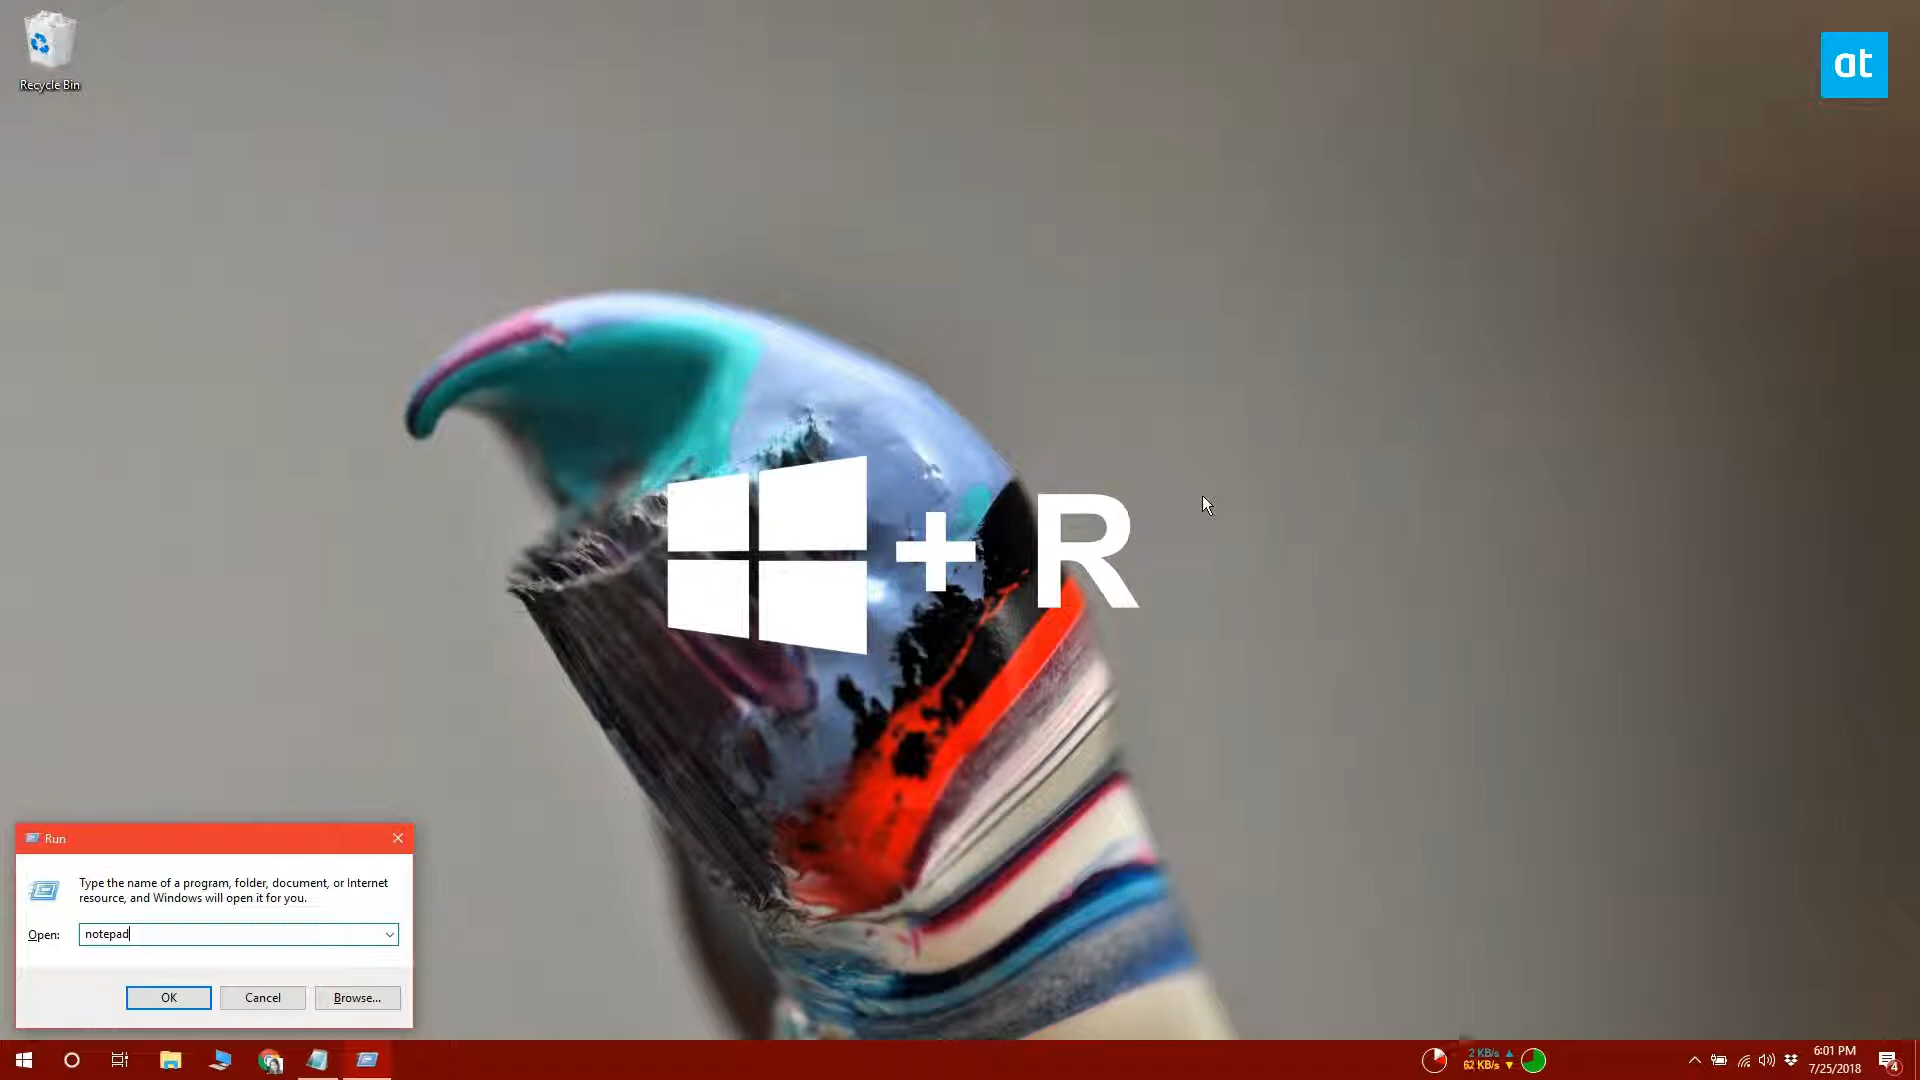 Recycle Bin
at
+ R
Run
Type the name of a program, folder, document, or Internet
resource, and Windows will open it for you.
Open:
notepad
OK
Cancel
Browse...
2 KB/s
62 KB/s
6:01 PM
7/25/2018
4